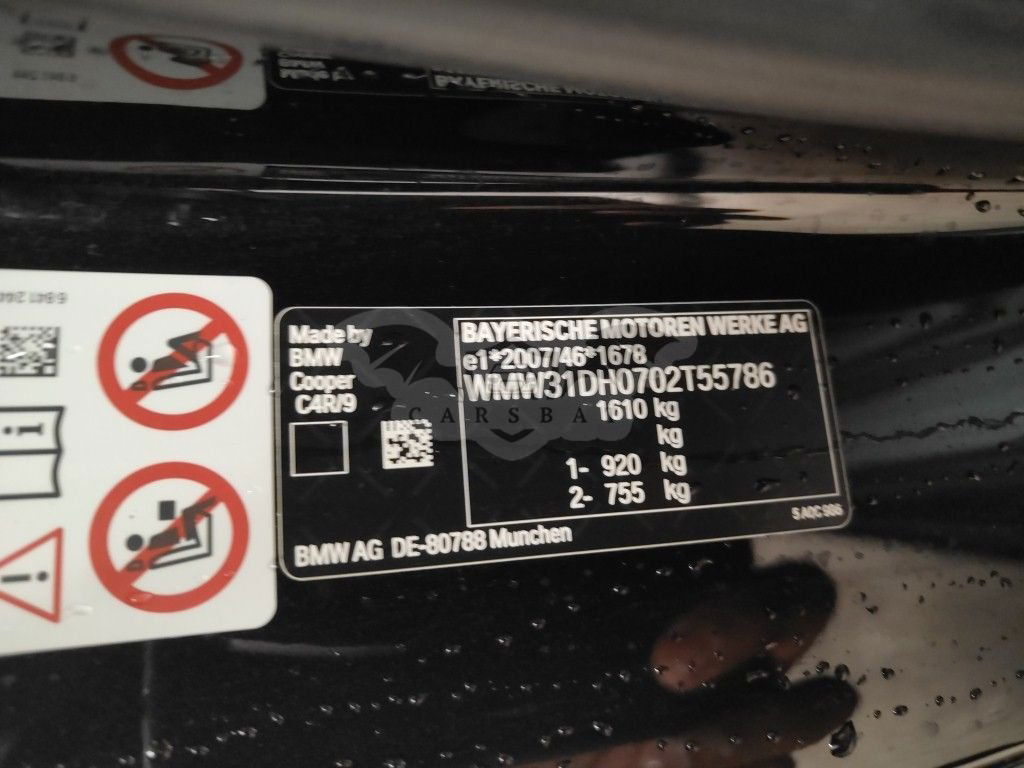 Made by
BMW
Cooper
C4R/9
BAYERISCHE MOTOREN WERKE AG
e1*2007/46*1678
WMW31DH0702T55786
1610 kg
kg
1- 920 kg
2- 755 kg
BMW AG DE-80788 Munchen
CARSBA